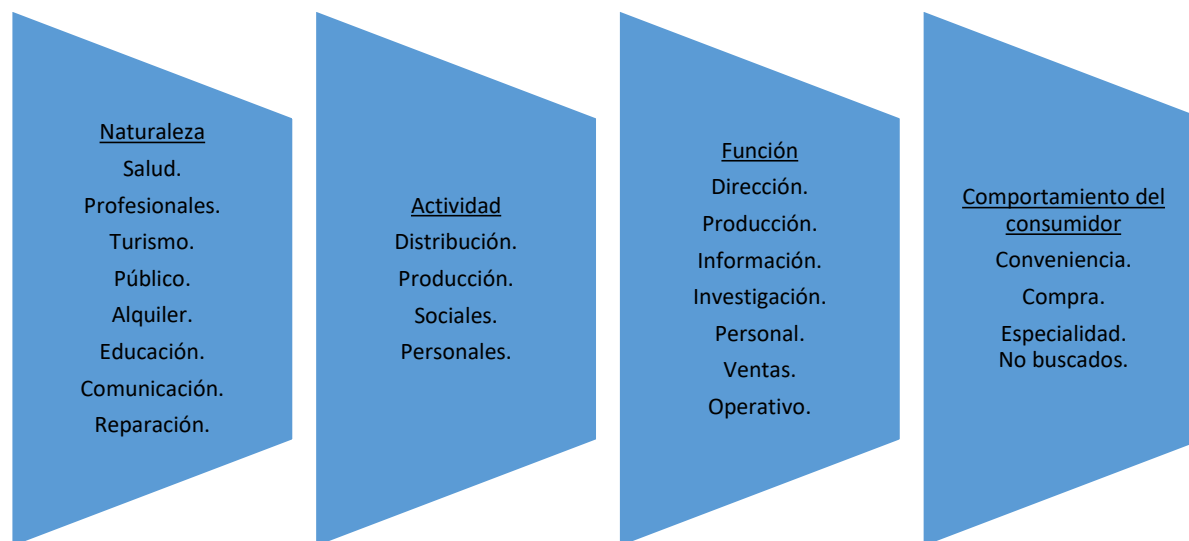 Naturaleza
Salud.
Profesionales.
Turismo.
Público.
Alquiler.
Educación.
Comunicación.
Reparación.
Actividad
Distribución.
Producción.
Sociales.
Personales.
Función
Dirección.
Producción.
Información.
Investigación.
Personal.
Ventas.
Operativo.
Comportamiento del
consumidor
Conveniencia.
Compra.
Especialidad.
No buscados.